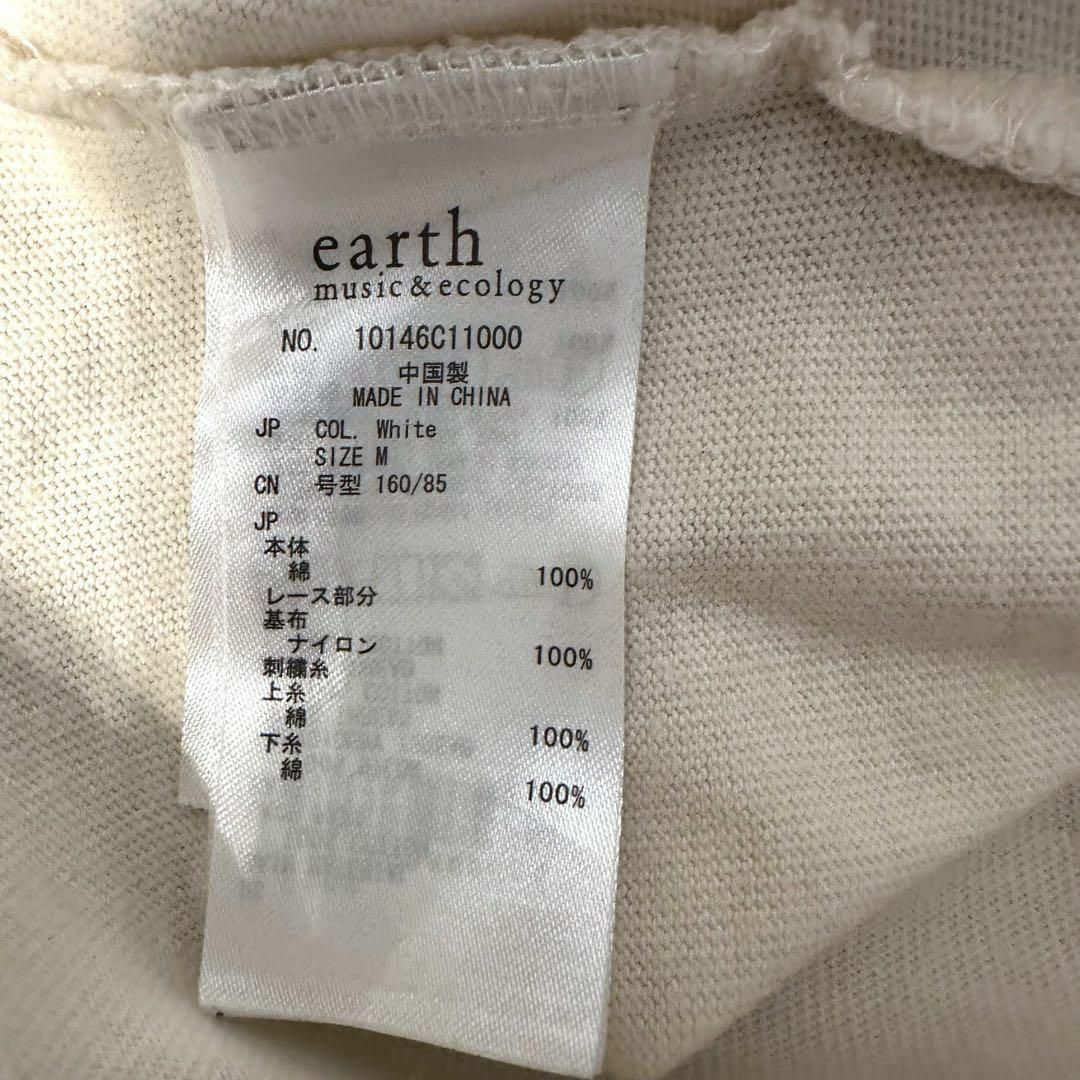 earth
music&ecology
NO. 10146C11000
中国製
MADE IN CHINA
JP COL. White
SIZE M
CN 号型 160/85
JP
本体
綿 100%
レース部分
基布
ナイロン 100%
刺繍糸
上糸
綿 100%
下糸
綿 100%